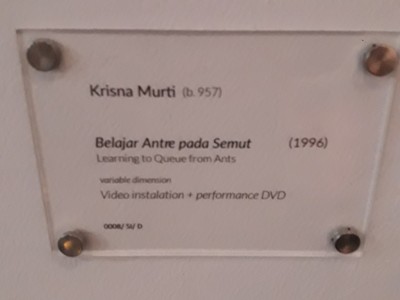 Krisna Murti (b. 957)
Belajar Antre pada Semut (1996)
Learning to Queue from Ants
variable dimension
Video instalation + performance DVD
0008/ SI/ D